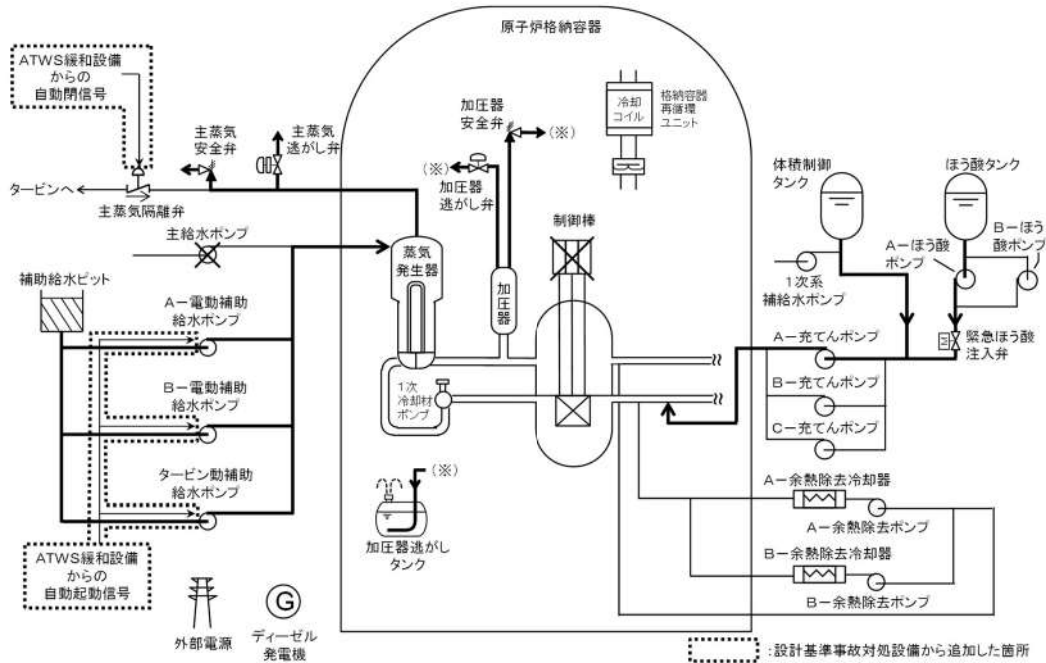 原子炉格納容器
ATWS緩和設備
からの
自動閉信号
主蒸気
安全弁
主蒸気
逃がし弁
タービンへ
主蒸気隔離弁
主給水ポンプ
補助給水ピット
A-電動補助
給水ポンプ
B-電動補助
給水ポンプ
タービン動補助
給水ポンプ
ATWS緩和設備
からの
自動起動信号
外部電源
G
ディーゼル
発電機
加圧器
安全弁
(※)
(※)
加圧器
逃がし弁
冷却
コイル
格納容器
再循環
ユニット
制御棒
蒸気
発生器
加圧器
1次
冷却材
ポンプ
(※)
加圧器逃がし
タンク
体積制御
タンク
ほう酸タンク
A-ほう酸
ポンプ
B-ほう
酸ポンプ
1次系
補給水ポンプ
M
緊急ほう酸
注入弁
A-充てんポンプ
B-充てんポンプ
C-充てんポンプ
A-余熱除去冷却器
A-余熱除去ポンプ
B-余熱除去冷却器
B-余熱除去ポンプ
:設計基準事故対処設備から追加した箇所